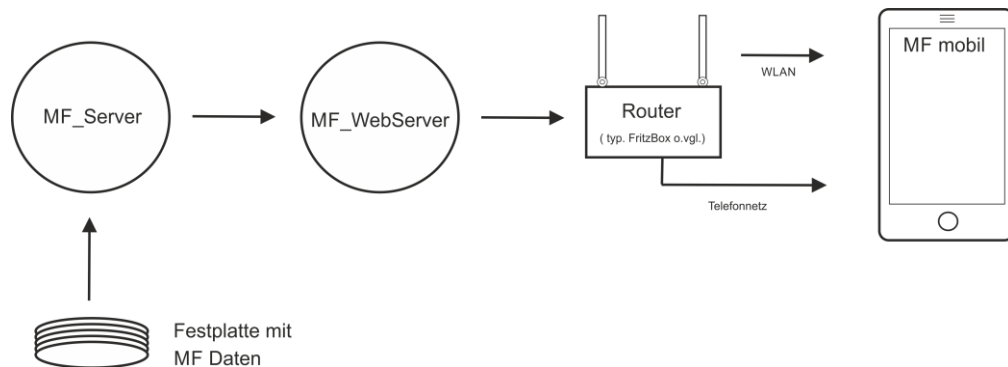 MF_Server
MF_WebServer
Router
( typ. FritzBox o.vgl.)
WLAN
Telefonnetz
MF mobil
Festplatte mit
MF Daten